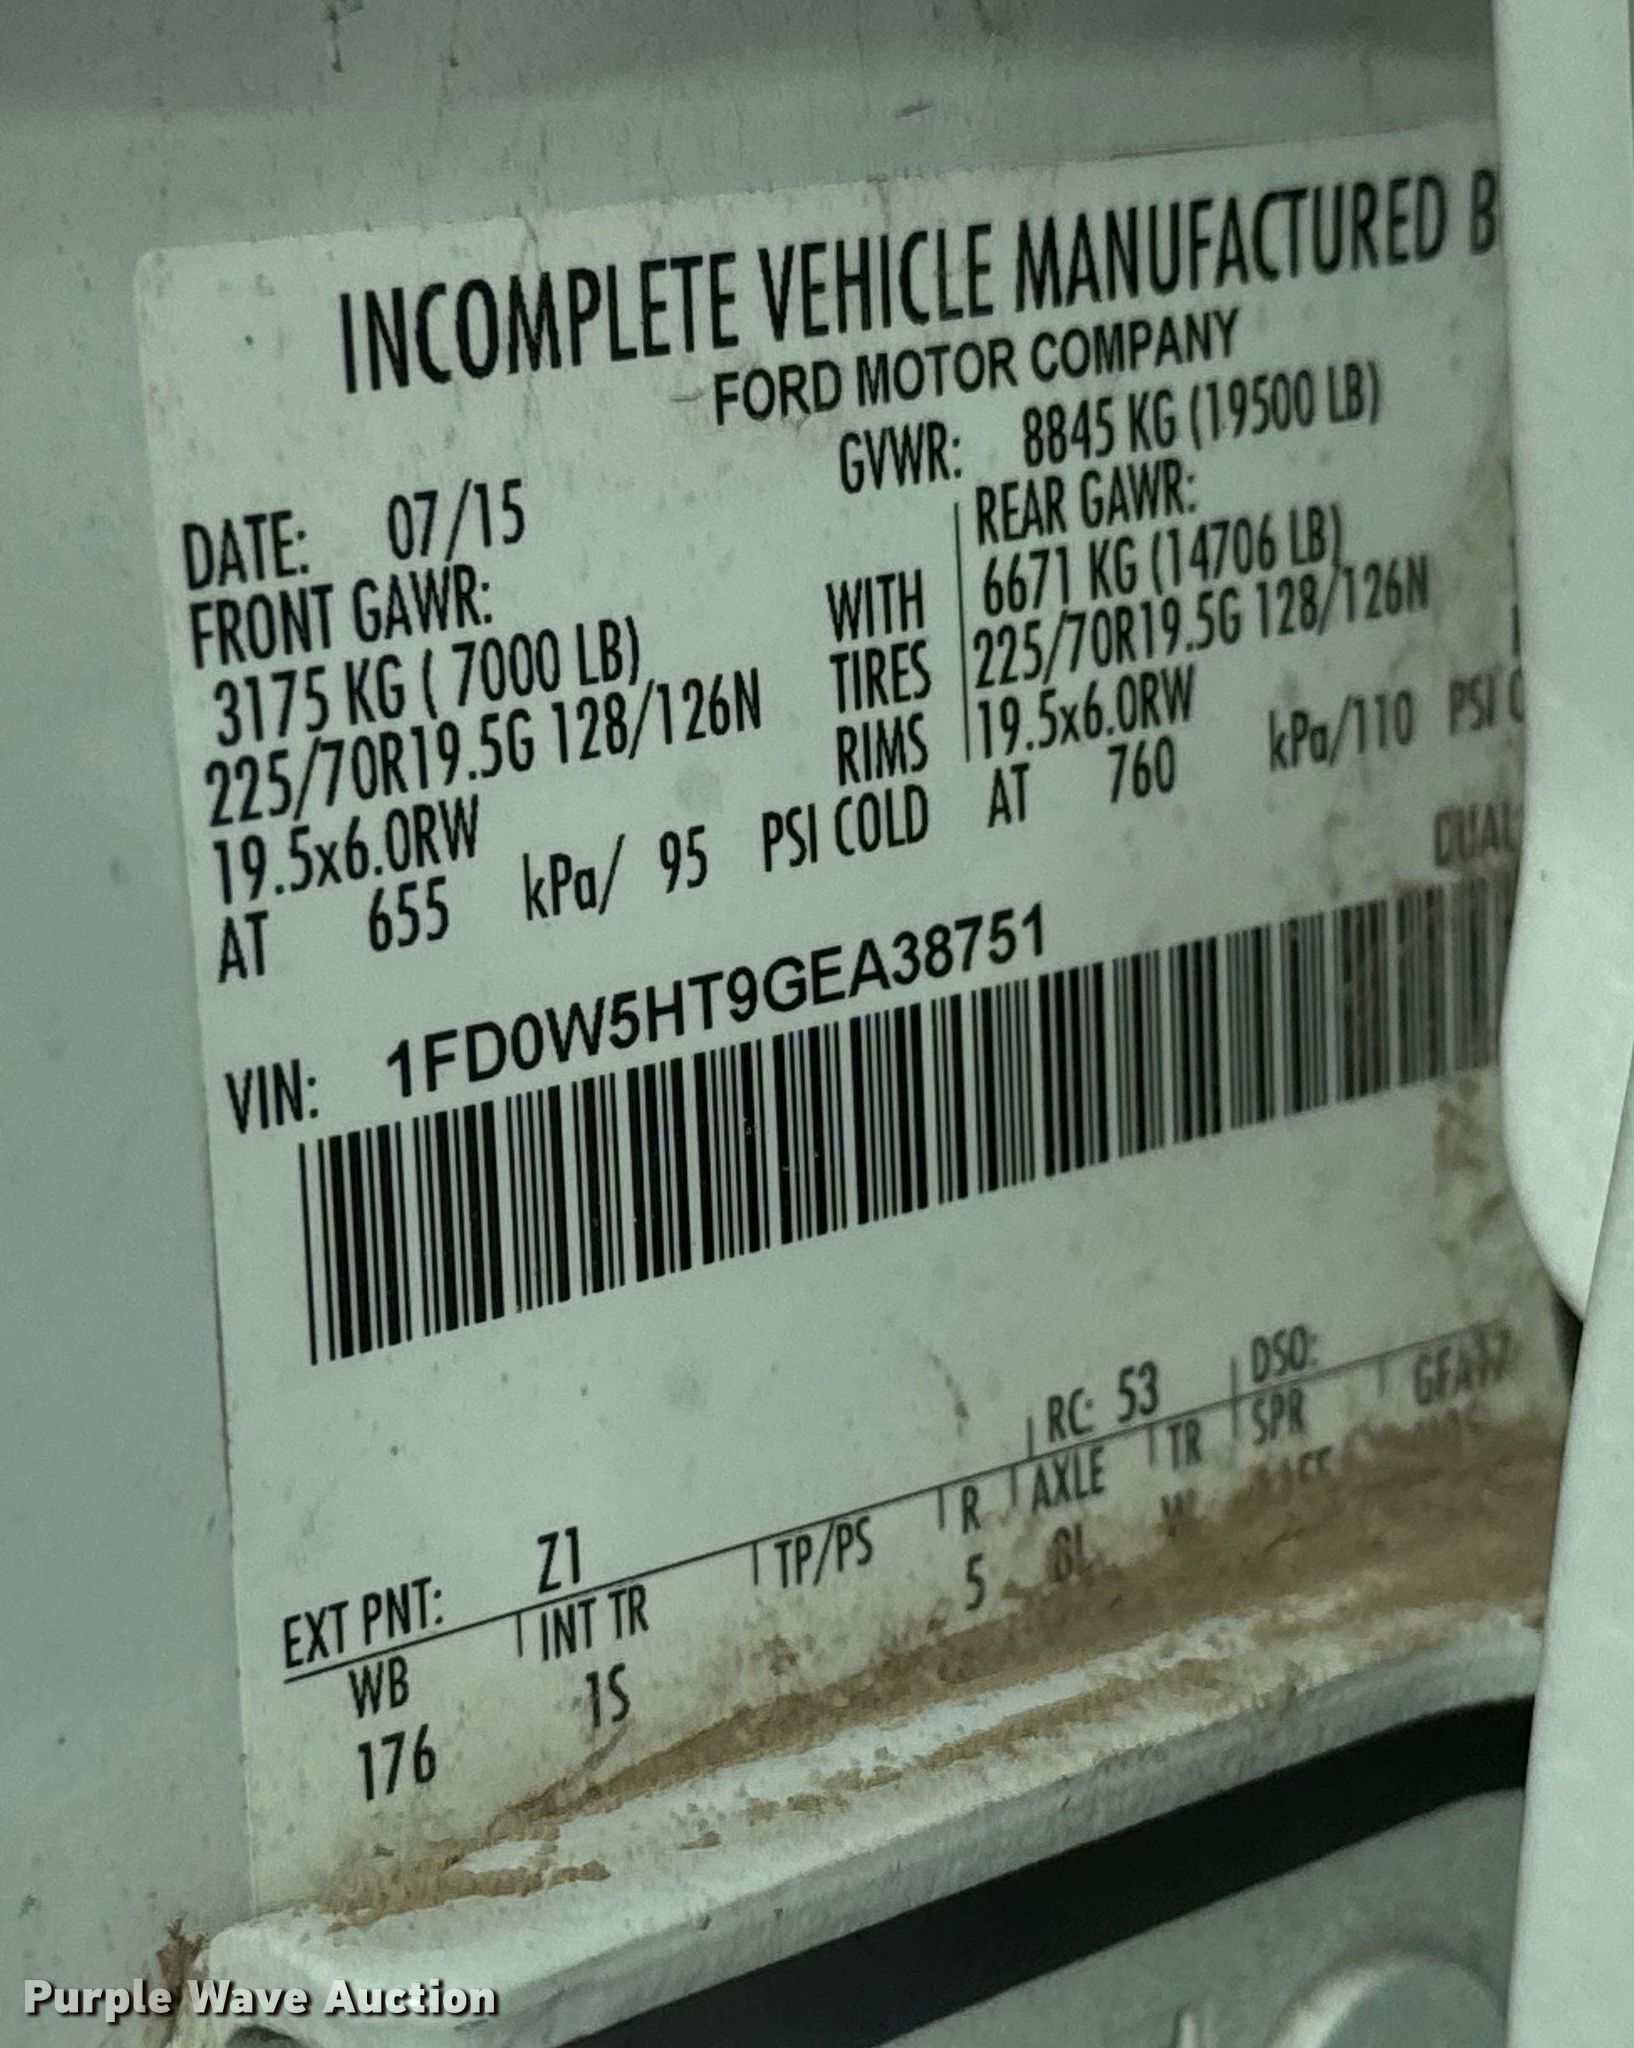 INCOMPLETE VEHICLE MANUFACTURED B
FORD MOTOR COMPANY
DATE: 07/15 GVWR: 8845 KG (19500 LB)
FRONT GAWR: REAR GAWR:
3175 KG ( 7000 LB) WITH 6671 KG (14706 LB)
225/70R19.5G 128/126N TIRES 225/70R19.5G 128/126N
19.5x6.0RW RIMS 19.5x6.0RW
AT 655 kPa/ 95 PSI COLD AT 760 kPa/110 PSI C
DUAL
VIN: 1FD0W5HT9GEA38751
EXT PNT: Z1 RC: 53 DSO:
WB INT TR TP/PS R AXLE TR SPR
176 1S 5
Purple Wave Auction